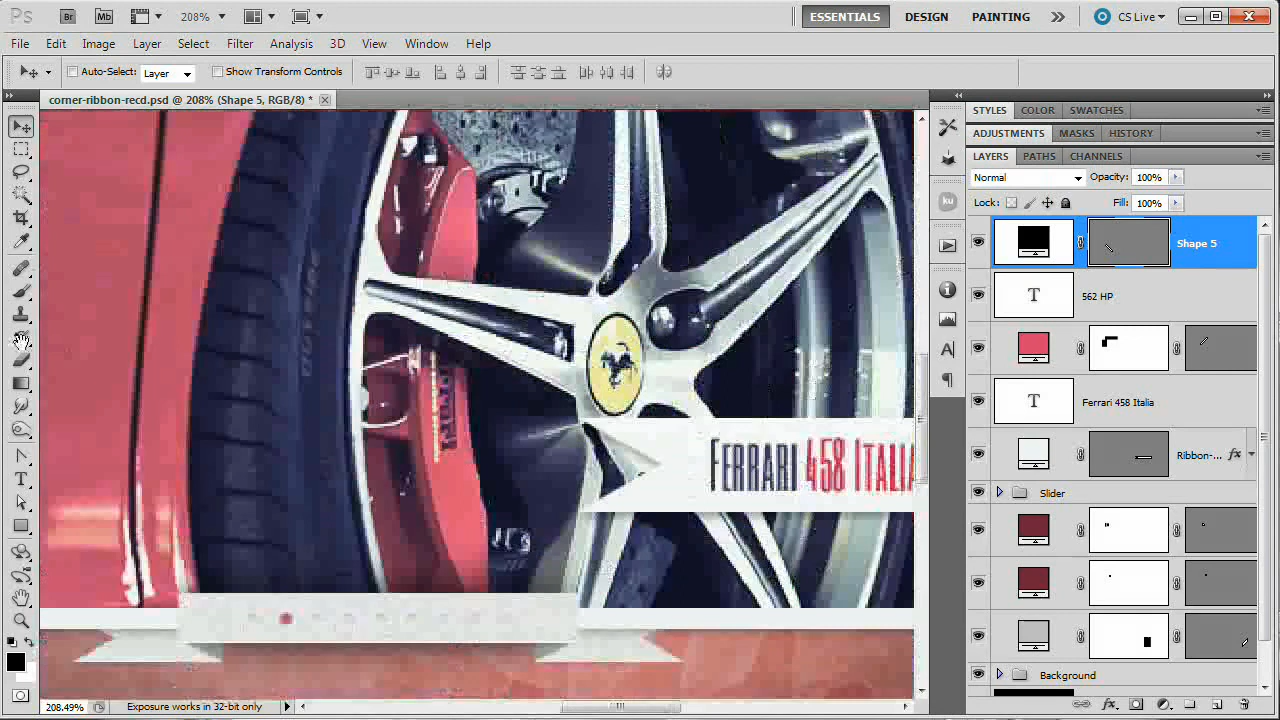 Ps Br Mb 208% ESSENTIALS DESIGN PAINTING CS Live
File Edit Image Layer Select Filter Analysis 3D View Window Help
Auto-Select: Layer Show Transform Controls
corner-ribbon-recd.psd @ 208% (Shape 5, RGB/8) *
STYLES COLOR SWATCHES
ADJUSTMENTS MASKS HISTORY
LAYERS PATHS CHANNELS
Normal Opacity: 100%
Lock: Fill: 100%
ku
Shape 5
T 562 HP
T Ferrari 458 Italia
Ribbon-... fx
Slider
Background
FERRARI 458 ITALIA
208.49% Exposure works in 32-bit only